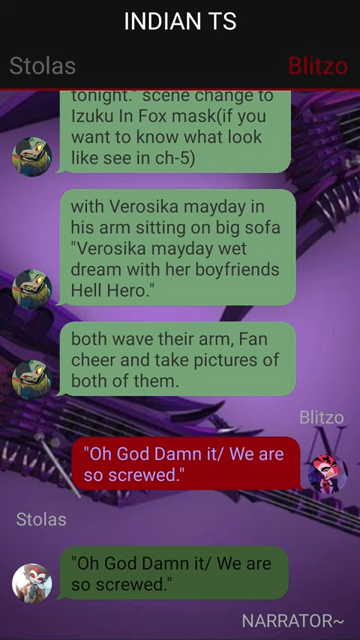 INDIAN TS
Stolas Blitzo
tonight." scene change to
Izuku In Fox mask(if you
want to know what look
like see in ch-5)
with Verosika mayday in
his arm sitting on big sofa
"Verosika mayday wet
dream with her boyfriends
Hell Hero."
both wave their arm, Fan
cheer and take pictures of
both of them.
Blitzo
"Oh God Damn it/ We are
so screwed."
Stolas
"Oh God Damn it/ We are
so screwed."
NARRATOR~